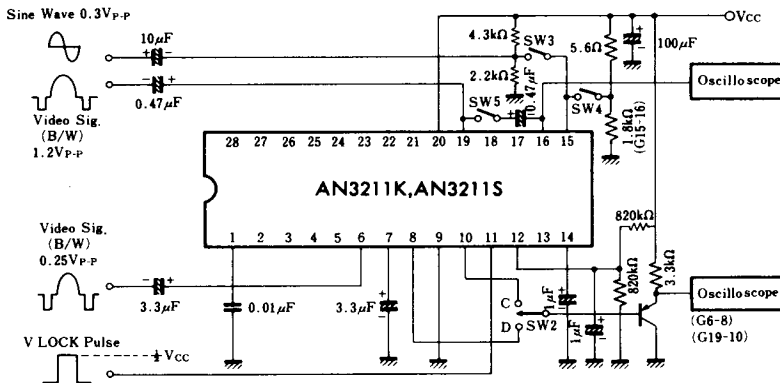 Sine Wave 0.3VP-P
10μF
4.3kΩ
SW3
5.6Ω
VCC
100μF
2.2kΩ
0.47μF
Oscilloscope
0.47μF
SW5
SW4
Video Sig.
(B/W)
1.2VP-P
1.8kΩ
(G15-16)
28 27 26 25 24 23 22 21 20 19 18 17 16 15
AN3211K,AN3211S
Video Sig.
(B/W)
0.25VP-P
820kΩ
1 2 3 4 5 6 7 8 9 10 11 12 13 14
3.3μF
0.01μF
3.3μF
C
D
SW2
1μF
1μF
820kΩ
3.3kΩ
Oscilloscope
(G6-8)
(G19-10)
V LOCK Pulse
½VCC